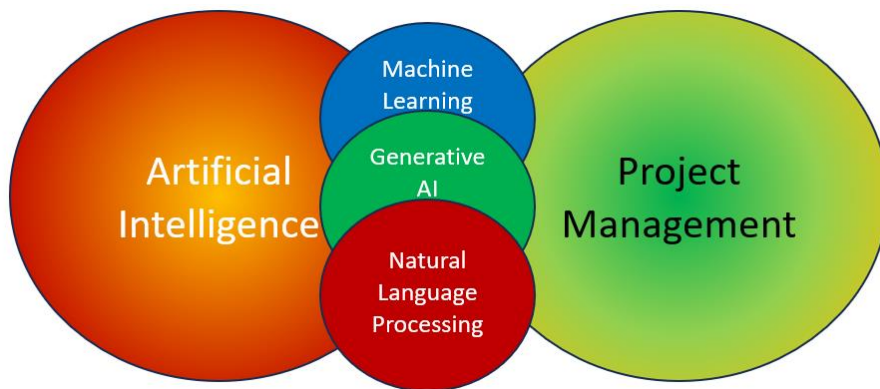 Artificial
Intelligence
Machine
Learning
Generative
AI
Natural
Language
Processing
Project
Management